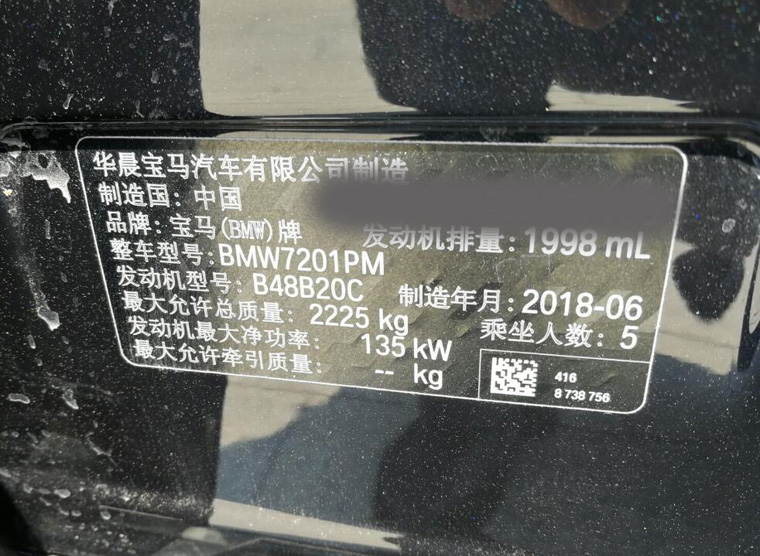 华晨宝马汽车有限公司制造
制造国：中国
品牌：宝马(BMW)牌 发动机排量：1998 mL
整车型号：BMW7201PM
发动机型号：B48B20C 制造年月：2018-06
最大允许总质量：2225 kg 乘坐人数：5
发动机最大净功率：135 kW
最大允许牵引质量：-- kg
416
8 738 756